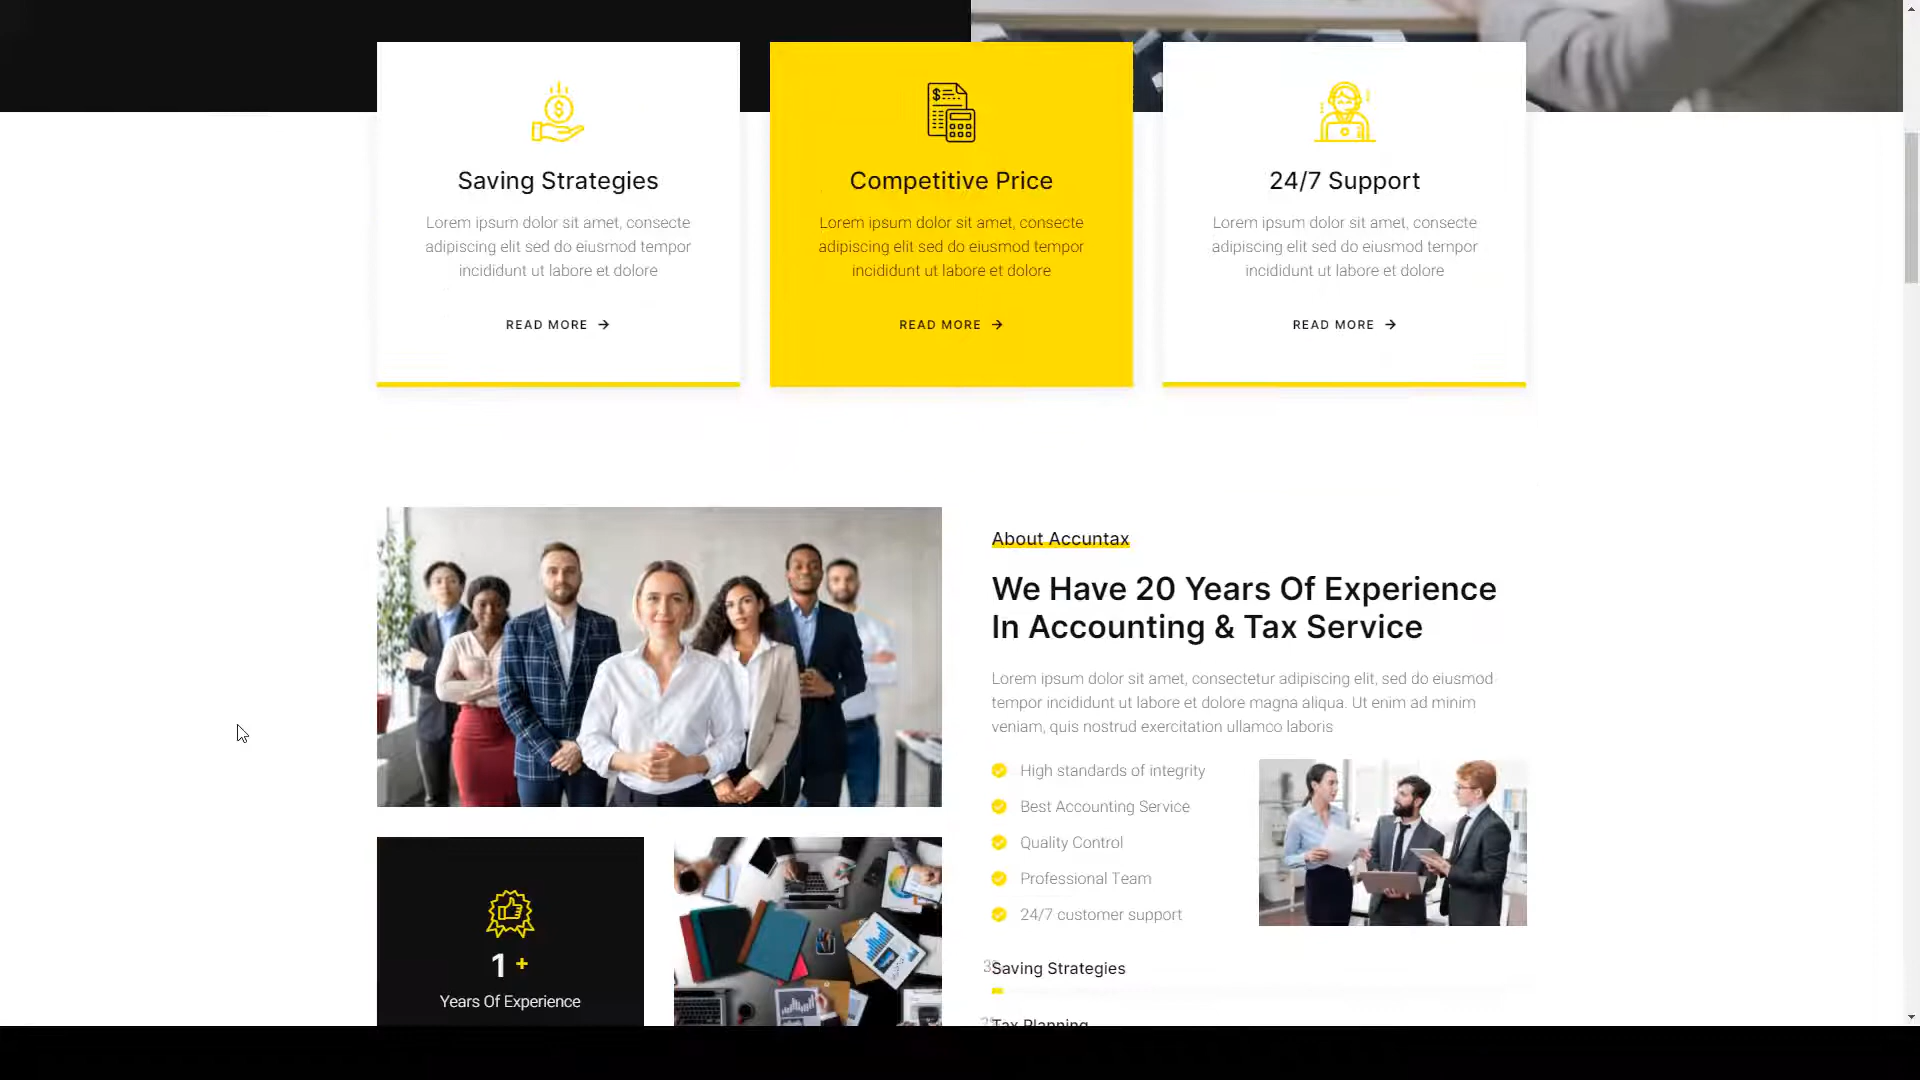 Saving Strategies
Lorem ipsum dolor sit amet, consecte
adipiscing elit sed do eiusmod tempor
incididunt ut labore et dolore
READ MORE
Competitive Price
Lorem ipsum dolor sit amet, consecte
adipiscing elit sed do eiusmod tempor
incididunt ut labore et dolore
READ MORE
24/7 Support
Lorem ipsum dolor sit amet, consecte
adipiscing elit sed do eiusmod tempor
incididunt ut labore et dolore
READ MORE
About Accuntax
We Have 20 Years Of Experience
In Accounting & Tax Service
Lorem ipsum dolor sit amet, consectetur adipiscing elit, sed do eiusmod
tempor incididunt ut labore et dolore magna aliqua. Ut enim ad minim
veniam, quis nostrud exercitation ullamco laboris
High standards of integrity
Best Accounting Service
Quality Control
Professional Team
24/7 customer support
Saving Strategies
Tax Planning
1 +
Years Of Experience